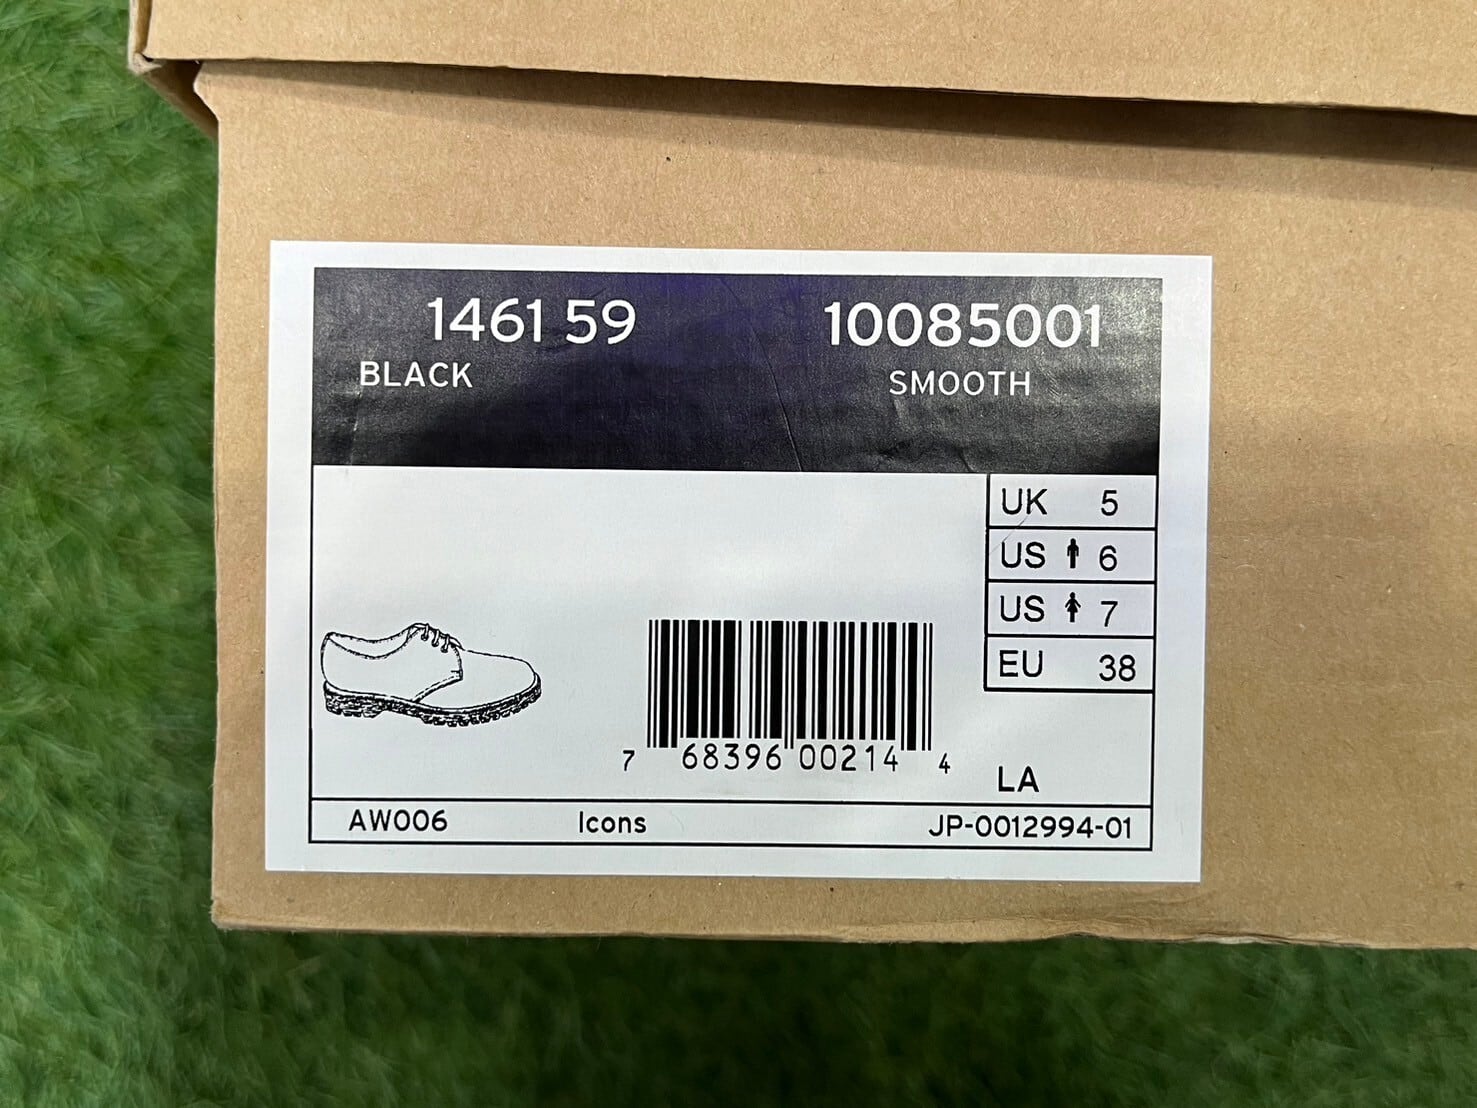 1461 59 10085001
BLACK SMOOTH
UK 5
US 6
US 7
EU 38
7 68396 00214 4
LA
AW006 Icons JP-0012994-01